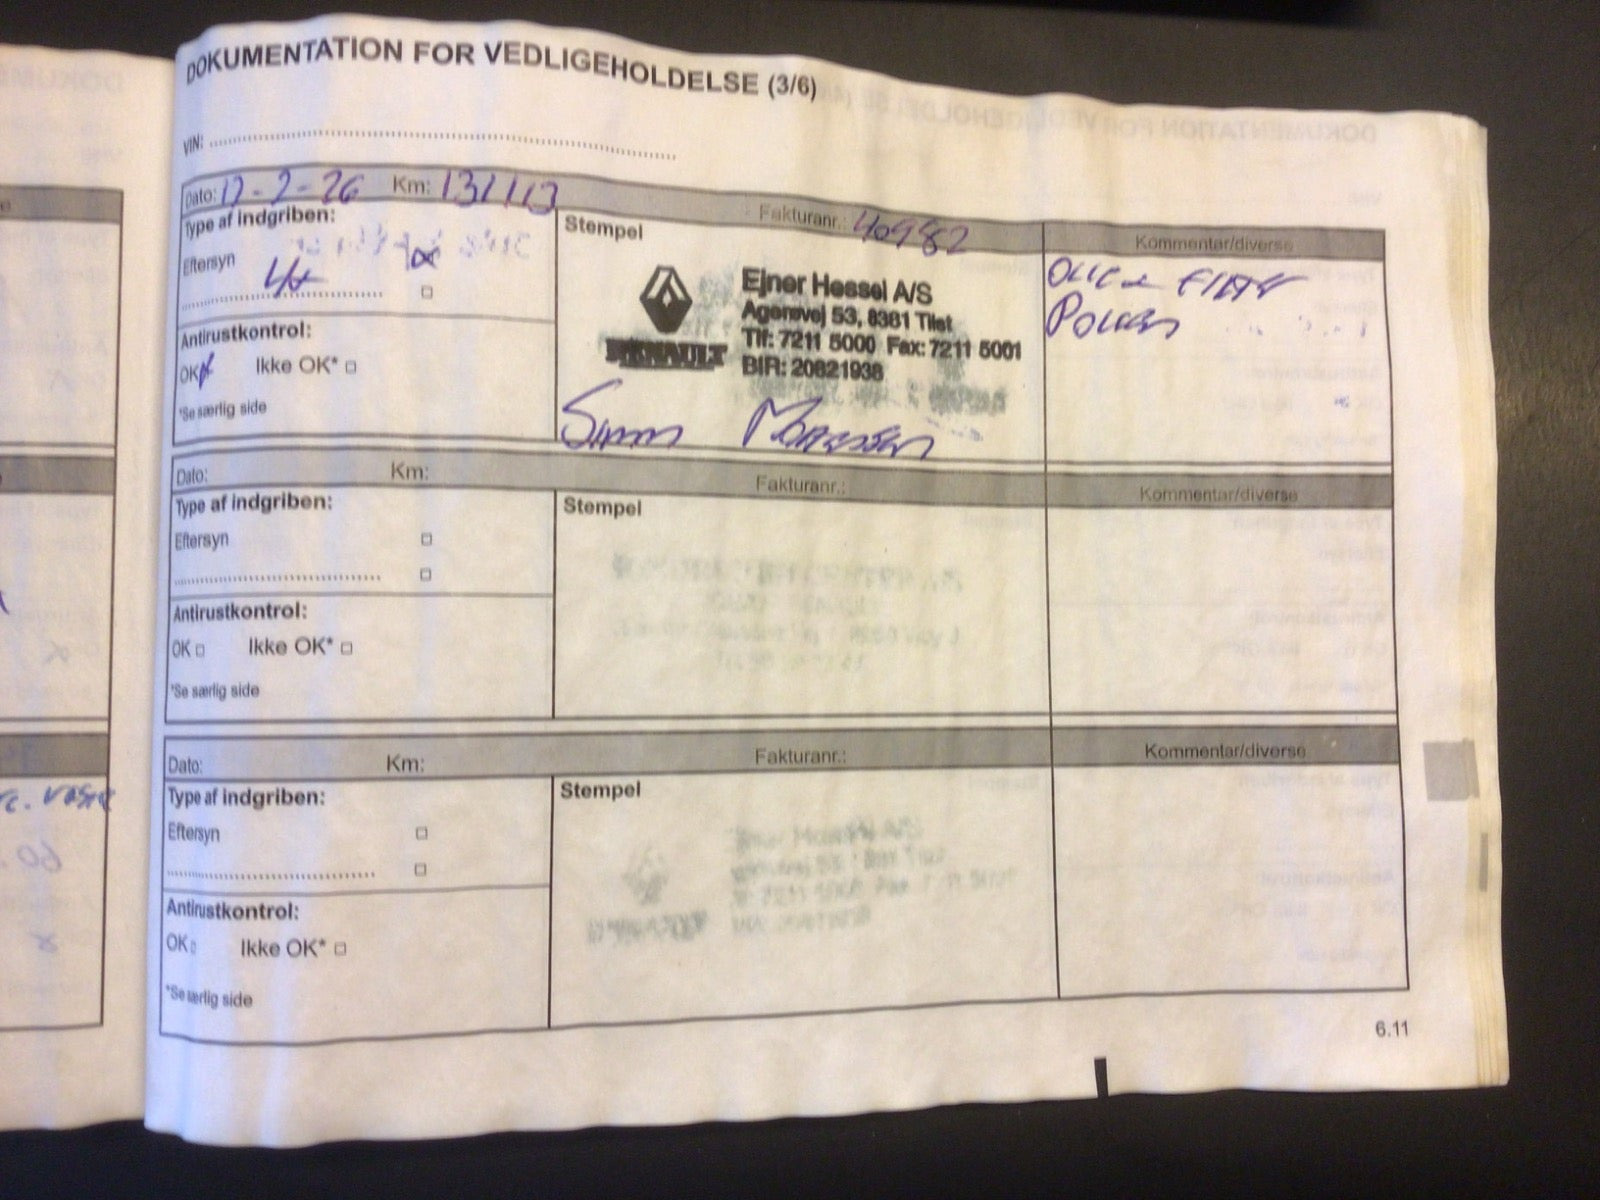 DOKUMENTATION FOR VEDLIGEHOLDELSE (3/6)
VIN:
Dato: 17-2-26 Km: 131113 Fakturanr.: 40982 Kommentar/diverse
Type af indgriben:
Eftersyn
Stempel
Ejner Hessel A/S
Agerøvej 53, 8381 Tilst
Tlf: 7211 5000 Fax: 7211 5001
BIR: 20821938
RENAULT
Antirustkontrol:
OK Ikke OK*
*Se særlig side
Dato: Km: Fakturanr.: Kommentar/diverse
Type af indgriben:
Eftersyn
Stempel
Antirustkontrol:
OK Ikke OK*
*Se særlig side
Dato: Km: Fakturanr.: Kommentar/diverse
Type af indgriben:
Eftersyn
Stempel
Antirustkontrol:
OK Ikke OK*
*Se særlig side
6.11